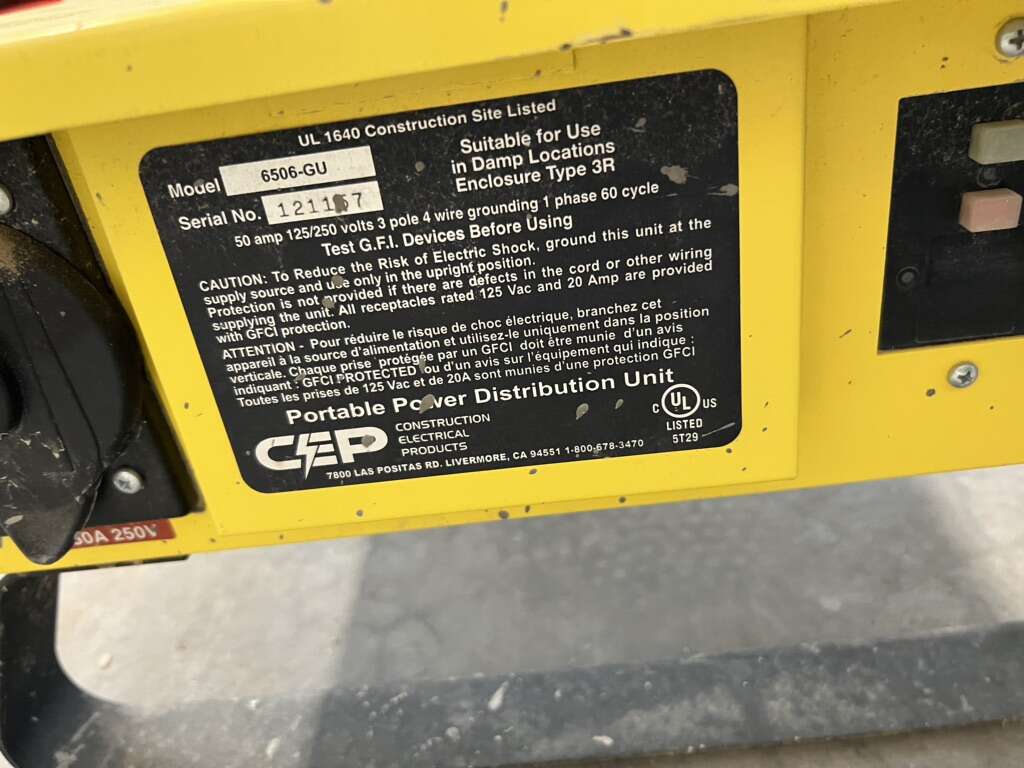 UL 1640 Construction Site Listed
Model 6506-GU
Suitable for Use
in Damp Locations
Enclosure Type 3R
Serial No.
50 amp 125/250 volts 3 pole 4 wire grounding 1 phase 60 cycle
Test G.F.I. Devices Before Using
CAUTION: To Reduce the Risk of Electric Shock, ground this unit at the
supply source and use only in the upright position.
Protection is not provided if there are defects in the cord or other wiring
supplying the unit. All receptacles rated 125 Vac and 20 Amp are provided
with GFCI protection.
ATTENTION - Pour réduire le risque de choc électrique, branchez cet
appareil à la source d'alimentation et utilisez-le uniquement dans la position
verticale. Chaque prise protégée par un GFCI doit être munie d'un avis
indiquant : GFCI PROTECTED ou d'un avis sur l'équipement qui indique :
Toutes les prises de 125 Vac et de 20A sont munies d'une protection GFCI
Portable Power Distribution Unit
CEP CONSTRUCTION
ELECTRICAL
PRODUCTS
C UL US
LISTED
5T29
7800 LAS POSITAS RD. LIVERMORE, CA 94551 1-800-678-3470
250V